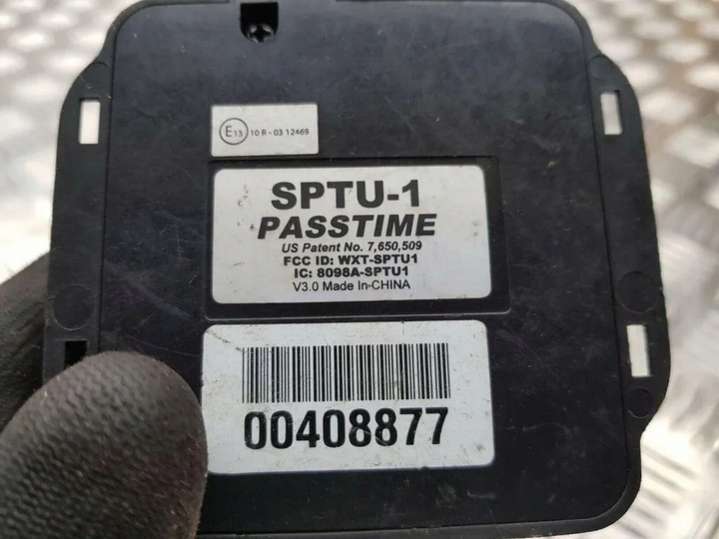 E13 10 R - 03 12469
SPTU-1
PASSTIME
US Patent No. 7,650,509
FCC ID: WXT-SPTU1
IC: 8098A-SPTU1
V3.0 Made In-CHINA
00408877